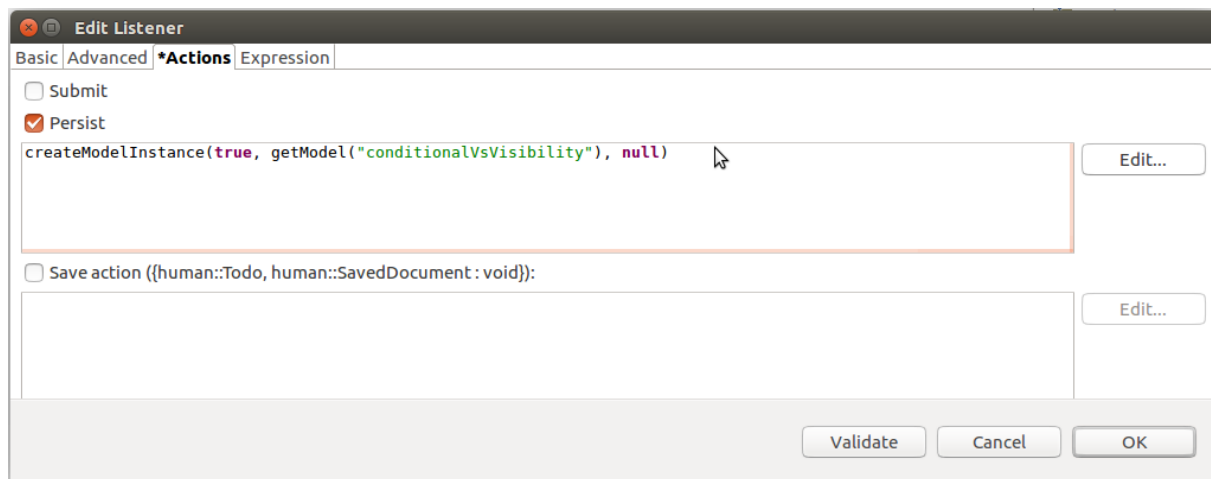 Edit Listener
Basic Advanced *Actions Expression
Submit
Persist
createModelInstance(true, getModel("conditionalVsVisibility"), null)
Edit...
Save action ({human::Todo, human::SavedDocument : void}):
Edit...
Validate Cancel OK